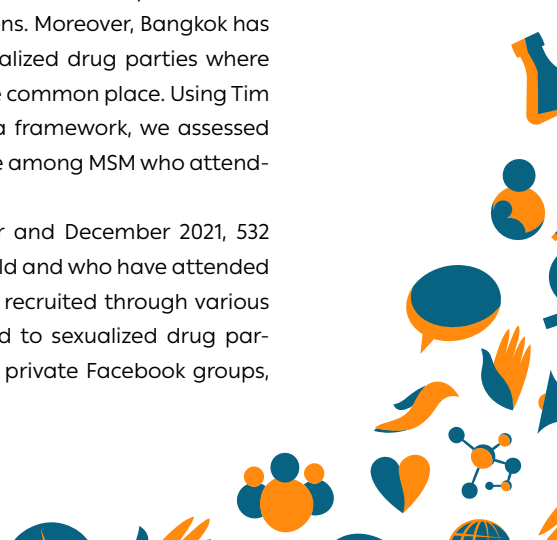 ns. Moreover, Bangkok has
alized drug parties where
common place. Using Tim
a framework, we assessed
among MSM who attend-
r and December 2021, 532
ld and who have attended
recruited through various
d to sexualized drug par-
private Facebook groups,